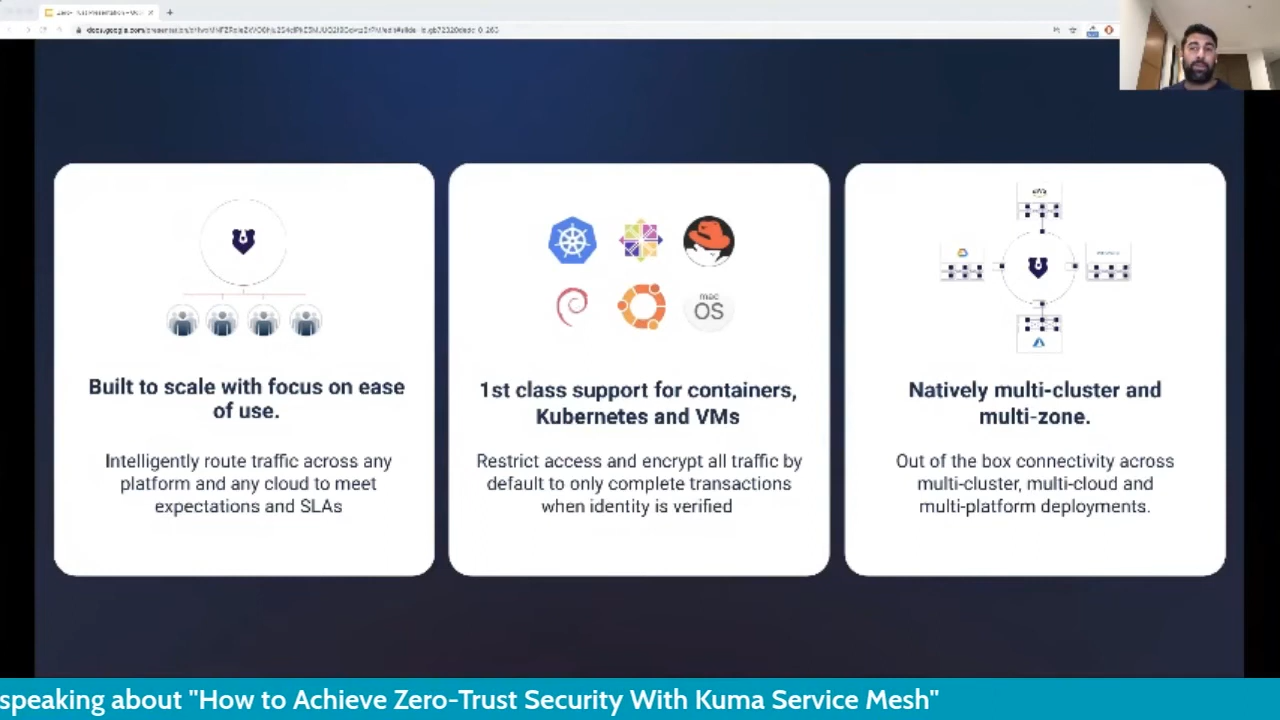 Built to scale with focus on ease
of use.
Intelligently route traffic across any
platform and any cloud to meet
expectations and SLAs
mac
OS
1st class support for containers,
Kubernetes and VMs
Restrict access and encrypt all traffic by
default to only complete transactions
when identity is verified
aws
Natively multi-cluster and
multi-zone.
Out of the box connectivity across
multi-cluster, multi-cloud and
multi-platform deployments.
speaking about "How to Achieve Zero-Trust Security With Kuma Service Mesh"